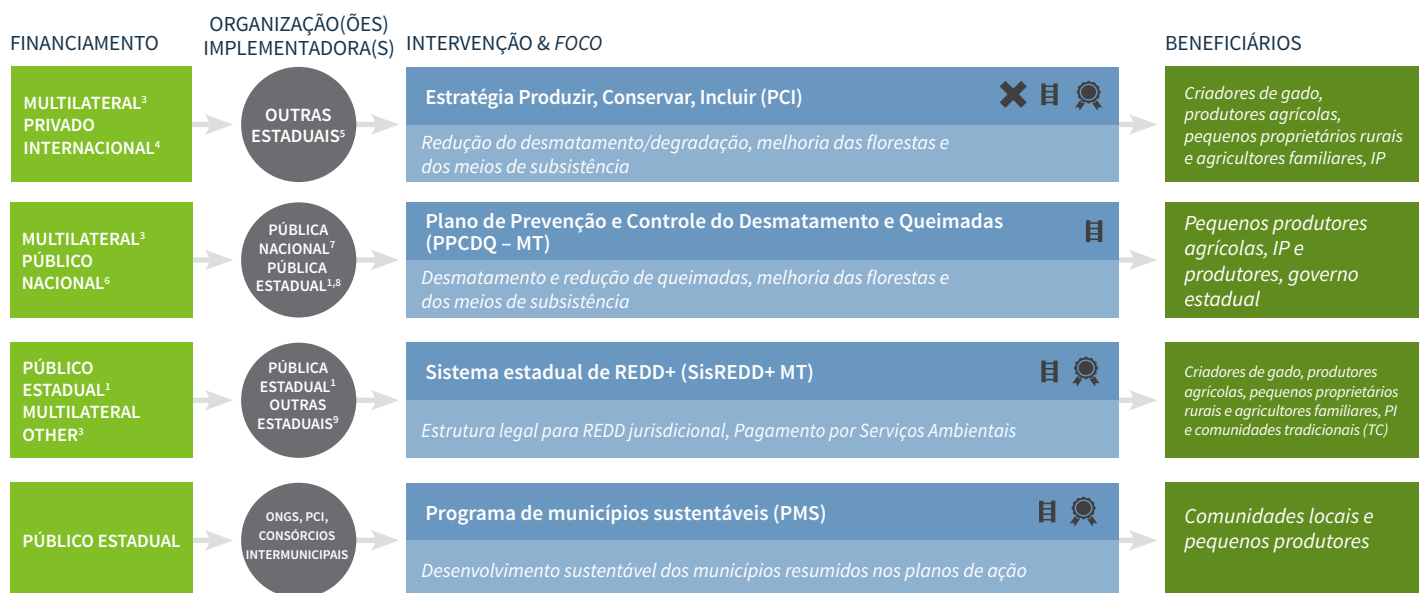 FINANCIAMENTO
ORGANIZAÇÃO(ÕES)
IMPLEMENTADORA(S)
INTERVENÇÃO & FOCO
BENEFICIÁRIOS
MULTILATERAL³
PRIVADO
INTERNACIONAL⁴
OUTRAS
ESTADUAIS⁵
Estratégia Produzir, Conservar, Incluir (PCI)
Redução do desmatamento/degradação, melhoria das florestas e
dos meios de subsistência
Criadores de gado,
produtores agrícolas,
pequenos proprietários rurais
e agricultores familiares, IP
MULTILATERAL³
PÚBLICO
NACIONAL⁶
PÚBLICA
NACIONAL⁷
PÚBLICA
ESTADUAL¹,⁸
Plano de Prevenção e Controle do Desmatamento e Queimadas
(PPCDQ – MT)
Desmatamento e redução de queimadas, melhoria das florestas e
dos meios de subsistência
Pequenos produtores
agrícolas, IP e
produtores, governo
estadual
PÚBLICO
ESTADUAL¹
MULTILATERAL
OTHER³
PÚBLICA
ESTADUAL¹
OUTRAS
ESTADUAIS⁹
Sistema estadual de REDD+ (SisREDD+ MT)
Estrutura legal para REDD jurisdicional, Pagamento por Serviços Ambientais
Criadores de gado, produtores
agrícolas, pequenos proprietários
rurais e agricultores familiares, PI
e comunidades tradicionais (TC)
PÚBLICO ESTADUAL
ONGS, PCI,
CONSÓRCIOS
INTERMUNICIPAIS
Programa de municípios sustentáveis (PMS)
Desenvolvimento sustentável dos municípios resumidos nos planos de ação
Comunidades locais e
pequenos produtores